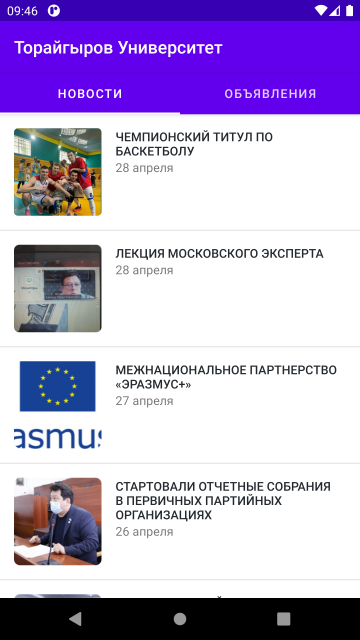 09:46
Торайгыров Университет
НОВОСТИ
ОБЪЯВЛЕНИЯ
ЧЕМПИОНСКИЙ ТИТУЛ ПО
БАСКЕТБОЛУ
28 апреля
ЛЕКЦИЯ МОСКОВСКОГО ЭКСПЕРТА
28 апреля
МЕЖНАЦИОНАЛЬНОЕ ПАРТНЕРСТВО
«ЭРАЗМУС+»
27 апреля
asmus
СТАРТОВАЛИ ОТЧЕТНЫЕ СОБРАНИЯ
В ПЕРВИЧНЫХ ПАРТИЙНЫХ
ОРГАНИЗАЦИЯХ
26 апреля